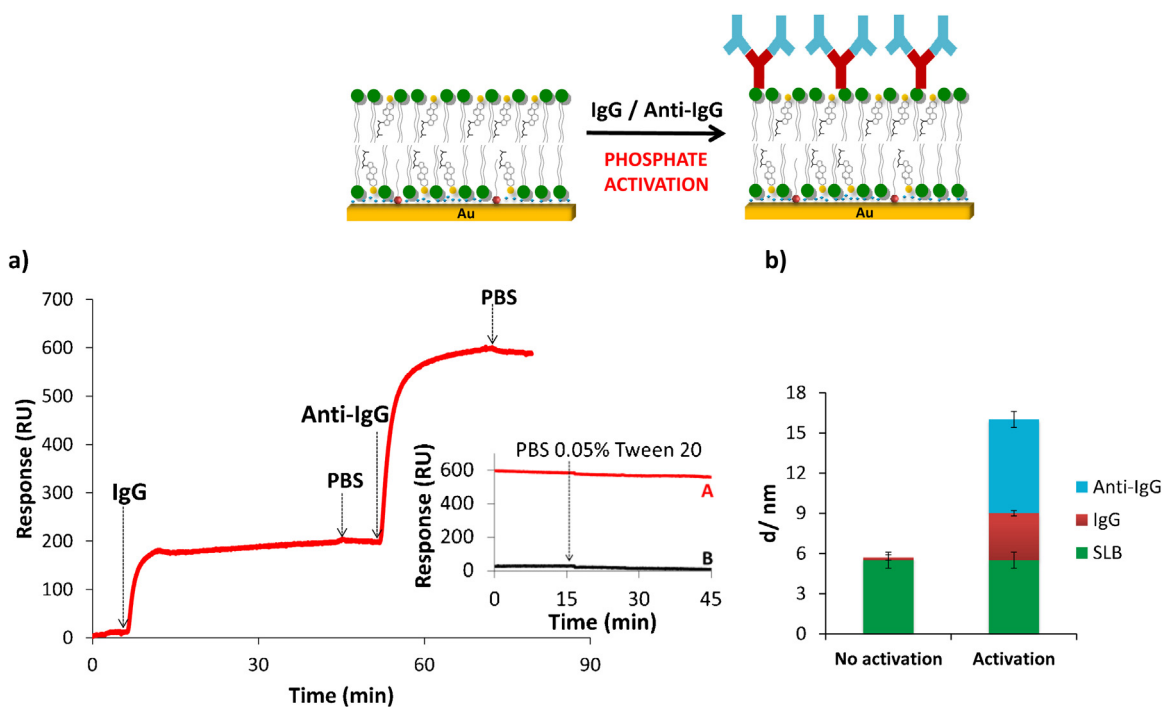 IgG / Anti-IgG
PHOSPHATE
ACTIVATION
Au
Au
a)
b)
700
600
500
400
300
200
100
0
Response (RU)
0
30
60
90
Time (min)
IgG
PBS
Anti-IgG
PBS
PBS 0.05% Tween 20
600
400
200
0
Response (RU)
A
B
0
15
30
45
Time (min)
18
15
12
9
6
3
0
d/ nm
No activation
Activation
Anti-IgG
IgG
SLB